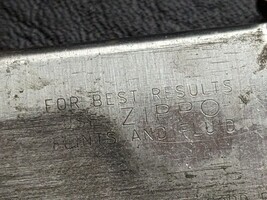 FOR BEST RESULTS
ZIPPO
FLINTS AND FLUID